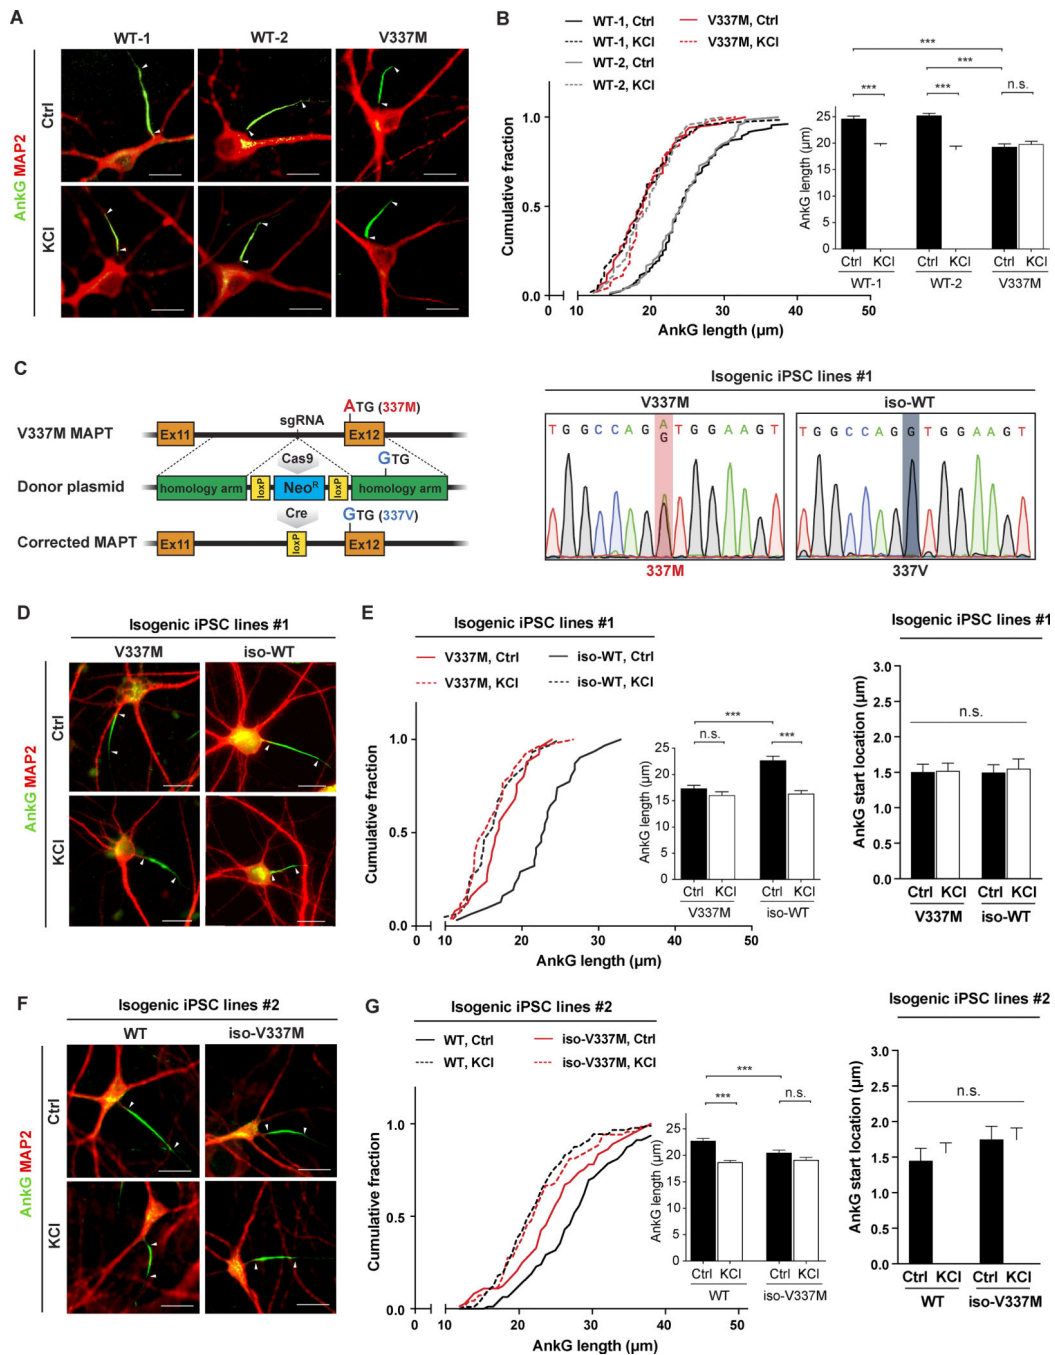 A
WT-1
WT-2
V337M
AnkG MAP2
Ctrl
KCl
B
WT-1, Ctrl
WT-1, KCl
WT-2, Ctrl
WT-2, KCl
V337M, Ctrl
V337M, KCl
Cumulative fraction
1.0
0.5
0.0
0 10 20 30 40 50
AnkG length (µm)
***
***
*** *** n.s.
AnkG length (µm)
25
20
15
10
5
0
Ctrl KCl Ctrl KCl Ctrl KCl
WT-1 WT-2 V337M
C
V337M MAPT
Ex11
sgRNA
ATG (337M)
Ex12
Cas9
GTG
Donor plasmid
homology arm
loxP
NeoR
loxP
homology arm
Cre
GTG (337V)
Corrected MAPT
Ex11
loxP
Ex12
Isogenic iPSC lines #1
V337M
iso-WT
A
T G G C C A G T G G A A G T
G
T G G C C A G G T G G A A G T
337M
337V
D
Isogenic iPSC lines #1
V337M
iso-WT
AnkG MAP2
Ctrl
KCl
E
Isogenic iPSC lines #1
V337M, Ctrl
V337M, KCl
iso-WT, Ctrl
iso-WT, KCl
Cumulative fraction
1.0
0.5
0.0
0 10 20 30 40 50
AnkG length (µm)
***
n.s. ***
AnkG length (µm)
25
20
15
10
5
0
Ctrl KCl Ctrl KCl
V337M iso-WT
Isogenic iPSC lines #1
AnkG start location (µm)
3.0
2.5
2.0
1.5
1.0
0.5
0.0
n.s.
Ctrl KCl Ctrl KCl
V337M iso-WT
F
Isogenic iPSC lines #2
WT
iso-V337M
AnkG MAP2
Ctrl
KCl
G
Isogenic iPSC lines #2
WT, Ctrl
WT, KCl
iso-V337M, Ctrl
iso-V337M, KCl
Cumulative fraction
1.0
0.5
0.0
0 10 20 30 40 50
AnkG length (µm)
***
*** n.s.
AnkG length (µm)
25
20
15
10
5
0
Ctrl KCl Ctrl KCl
WT iso-V337M
Isogenic iPSC lines #2
AnkG start location (µm)
3.0
2.5
2.0
1.5
1.0
0.5
0.0
n.s.
Ctrl KCl Ctrl KCl
WT iso-V337M